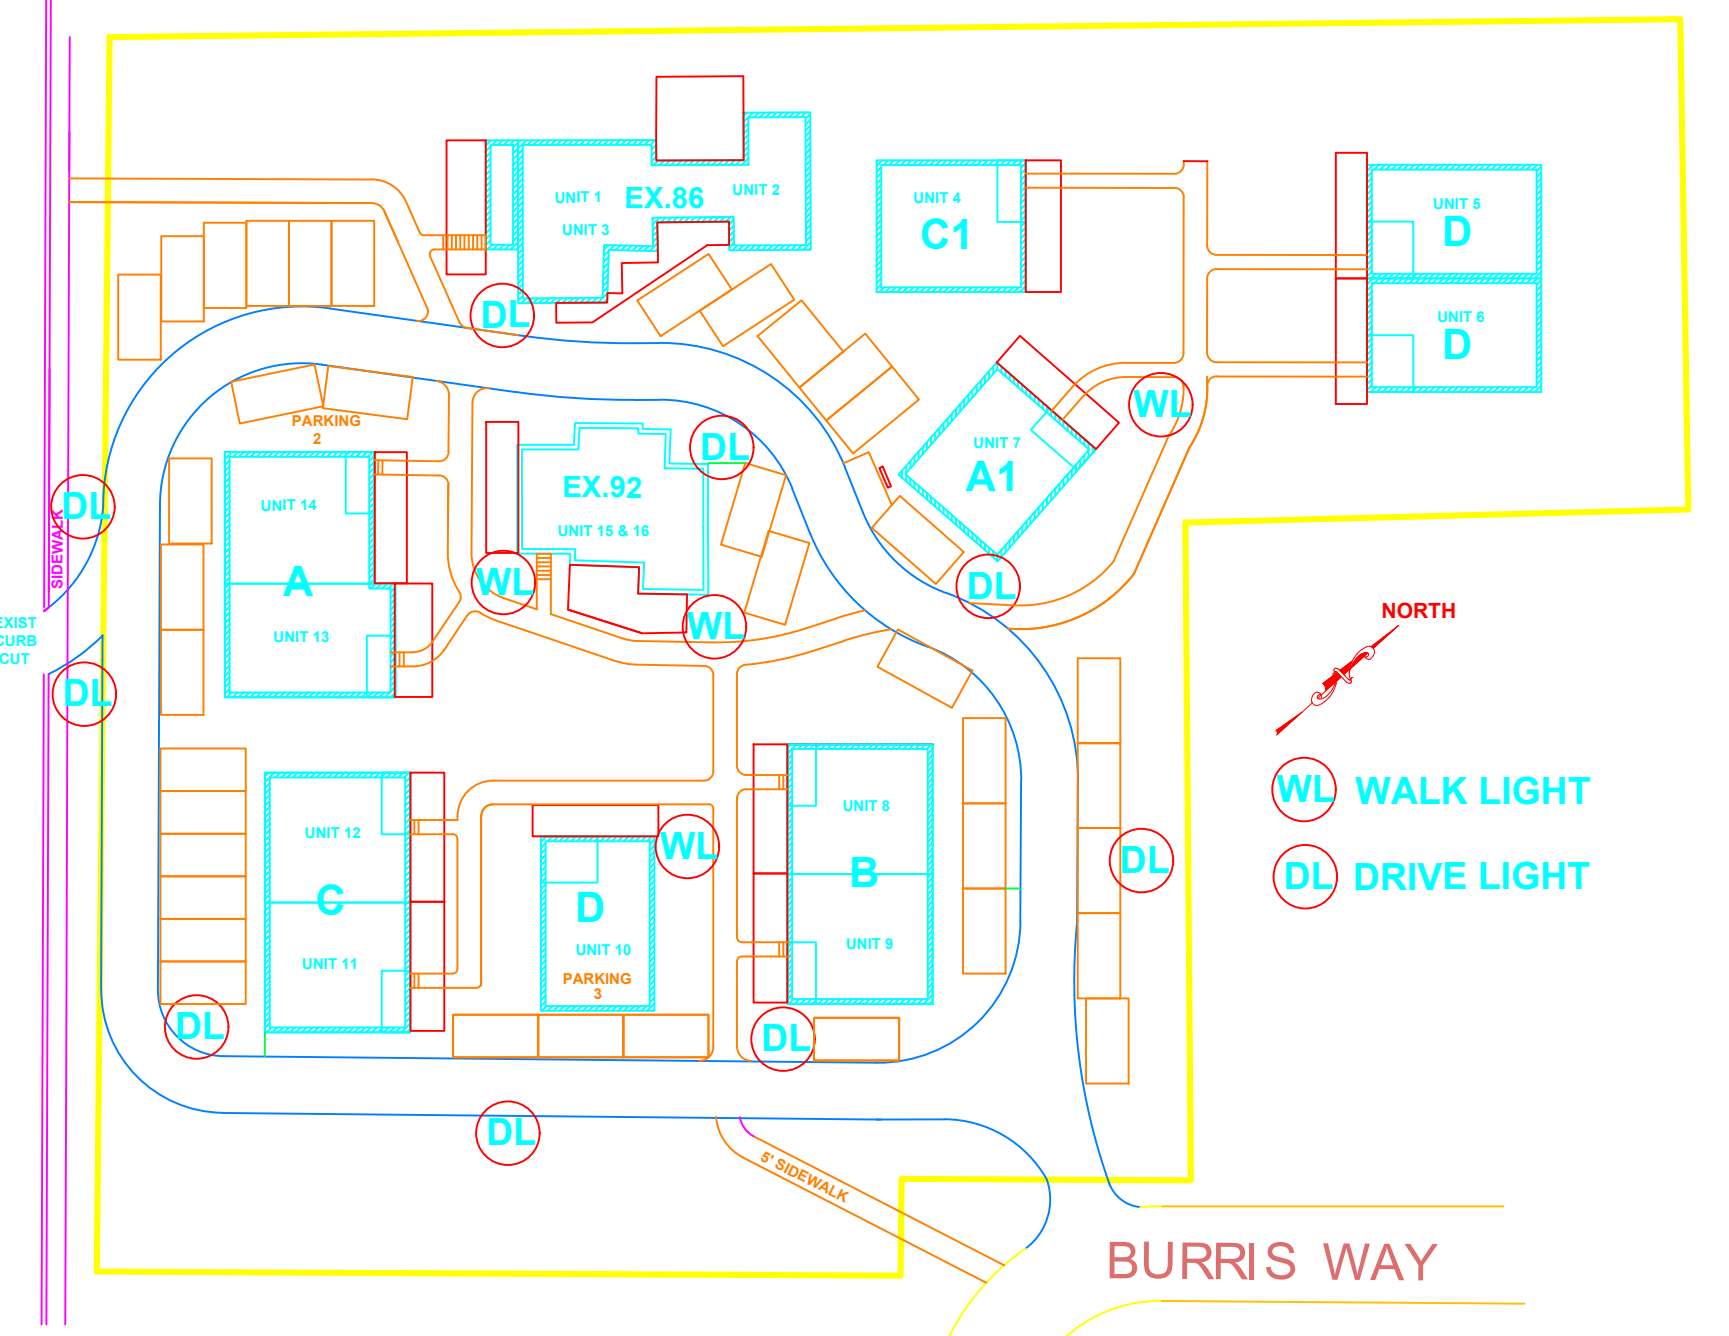 UNIT 1
EX.86
UNIT 2
UNIT 3
UNIT 4
C1
UNIT 5
D
UNIT 6
D
DL
WL
PARKING
2
UNIT 7
A1
DL
EX.92
UNIT 15 & 16
UNIT 14
A
UNIT 13
DL
SIDEWALK
EXIST
CURB
CUT
DL
WL
WL
DL
NORTH
WL WALK LIGHT
DL DRIVE LIGHT
UNIT 12
C
UNIT 11
WL
D
UNIT 10
PARKING
3
UNIT 8
B
UNIT 9
DL
DL
DL
DL
5' SIDEWALK
BURRIS WAY